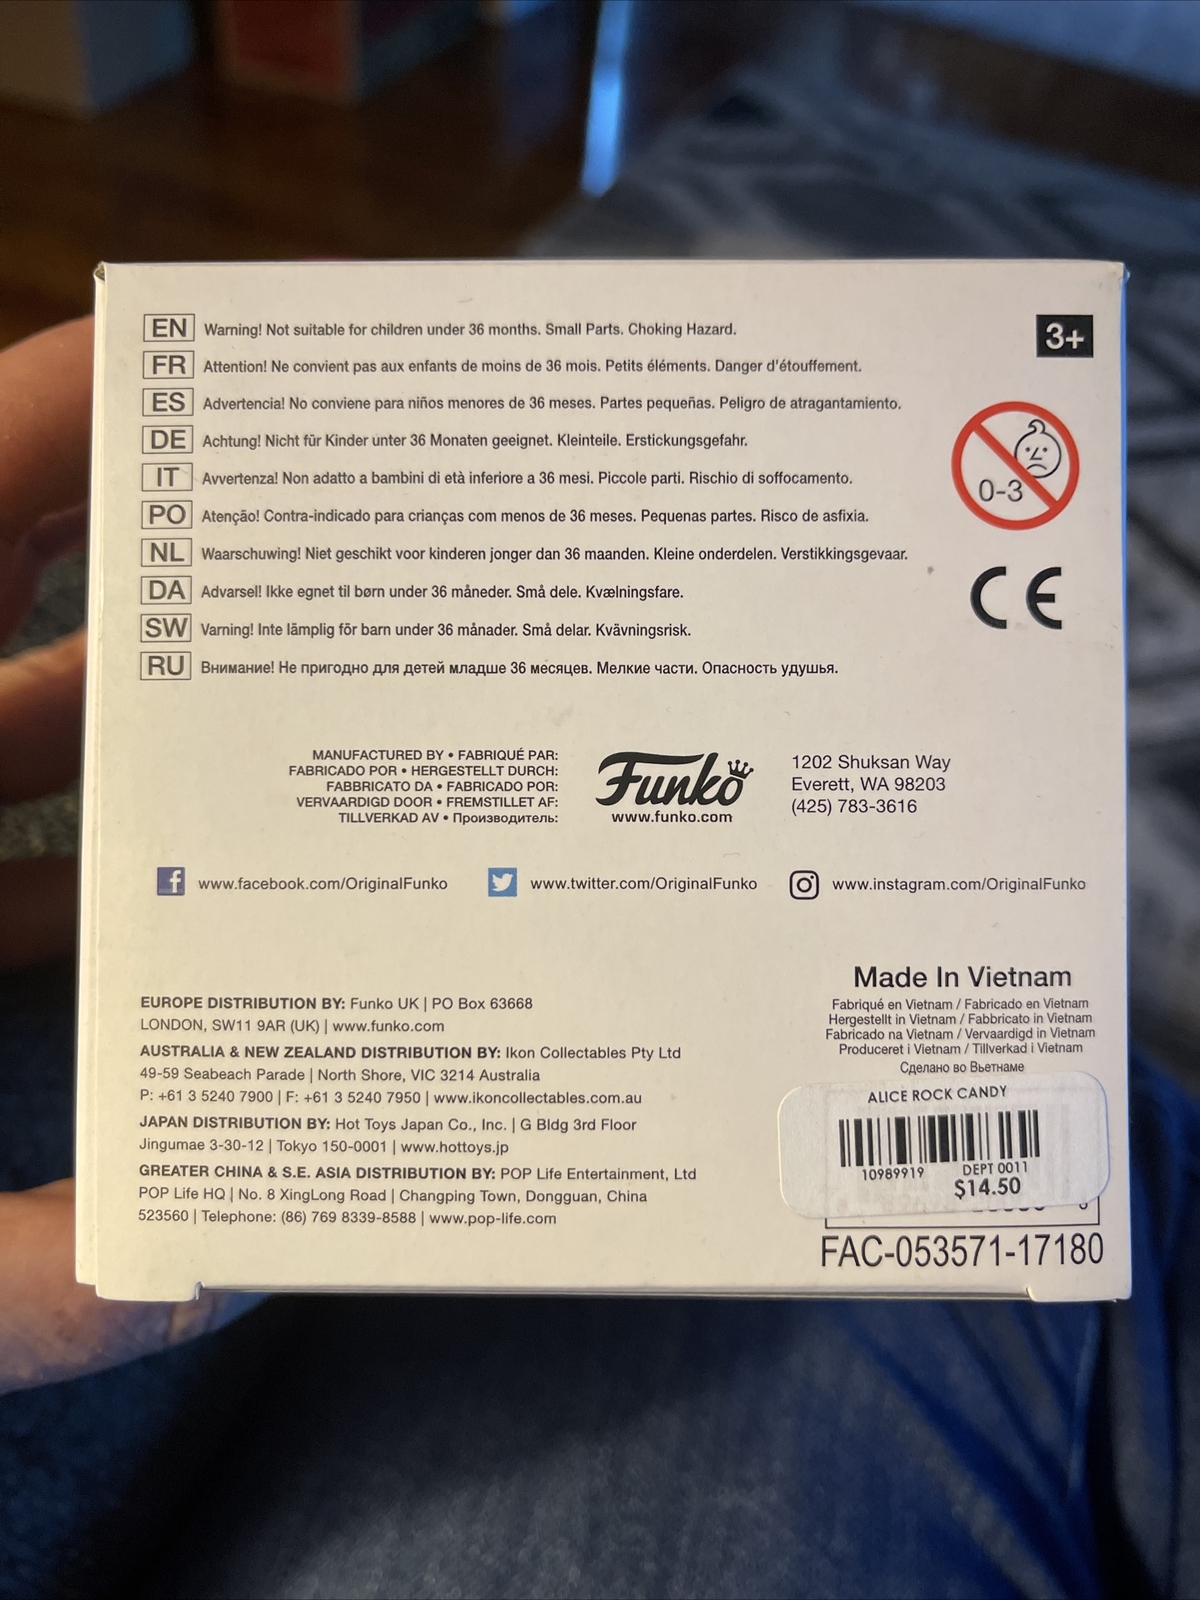 EN Warning! Not suitable for children under 36 months. Small Parts. Choking Hazard.
FR Attention! Ne convient pas aux enfants de moins de 36 mois. Petits éléments. Danger d'étouffement.
ES Advertencia! No conviene para niños menores de 36 meses. Partes pequeñas. Peligro de atragantamiento.
DE Achtung! Nicht für Kinder unter 36 Monaten geeignet. Kleinteile. Erstickungsgefahr.
IT Avvertenza! Non adatto a bambini di età inferiore a 36 mesi. Piccole parti. Rischio di soffocamento.
PO Atenção! Contra-indicado para crianças com menos de 36 meses. Pequenas partes. Risco de asfixia.
NL Waarschuwing! Niet geschikt voor kinderen jonger dan 36 maanden. Kleine onderdelen. Verstikkingsgevaar.
DA Advarsel! Ikke egnet til børn under 36 måneder. Små dele. Kvælningsfare.
SW Varning! Inte lämplig för barn under 36 månader. Små delar. Kvävningsrisk.
RU Внимание! Не пригодно для детей младше 36 месяцев. Мелкие части. Опасность удушья.
3+
0-3
CE
MANUFACTURED BY • FABRIQUÉ PAR:
FABRICADO POR • HERGESTELLT DURCH:
FABBRICATO DA • FABRICADO POR:
VERVAARDIGD DOOR • FREMSTILLET AF:
TILLVERKAD AV • Производитель:
Funko
www.funko.com
1202 Shuksan Way
Everett, WA 98203
(425) 783-3616
www.facebook.com/OriginalFunko
www.twitter.com/OriginalFunko
www.instagram.com/OriginalFunko
EUROPE DISTRIBUTION BY: Funko UK | PO Box 63668
LONDON, SW11 9AR (UK) | www.funko.com
AUSTRALIA & NEW ZEALAND DISTRIBUTION BY: Ikon Collectables Pty Ltd
49-59 Seabeach Parade | North Shore, VIC 3214 Australia
P: +61 3 5240 7900 | F: +61 3 5240 7950 | www.ikoncollectables.com.au
JAPAN DISTRIBUTION BY: Hot Toys Japan Co., Inc. | G Bldg 3rd Floor
Jingumae 3-30-12 | Tokyo 150-0001 | www.hottoys.jp
GREATER CHINA & S.E. ASIA DISTRIBUTION BY: POP Life Entertainment, Ltd
POP Life HQ | No. 8 XingLong Road | Changping Town, Dongguan, China
523560 | Telephone: (86) 769 8339-8588 | www.pop-life.com
Made In Vietnam
Fabriqué en Vietnam / Fabricado en Vietnam
Hergestellt in Vietnam / Fabbricato in Vietnam
Fabricado na Vietnam / Vervaardigd in Vietnam
Produceret i Vietnam / Tillverkad i Vietnam
Сделано во Вьетнаме
ALICE ROCK CANDY
10989919 DEPT 0011
$14.50
FAC-053571-17180